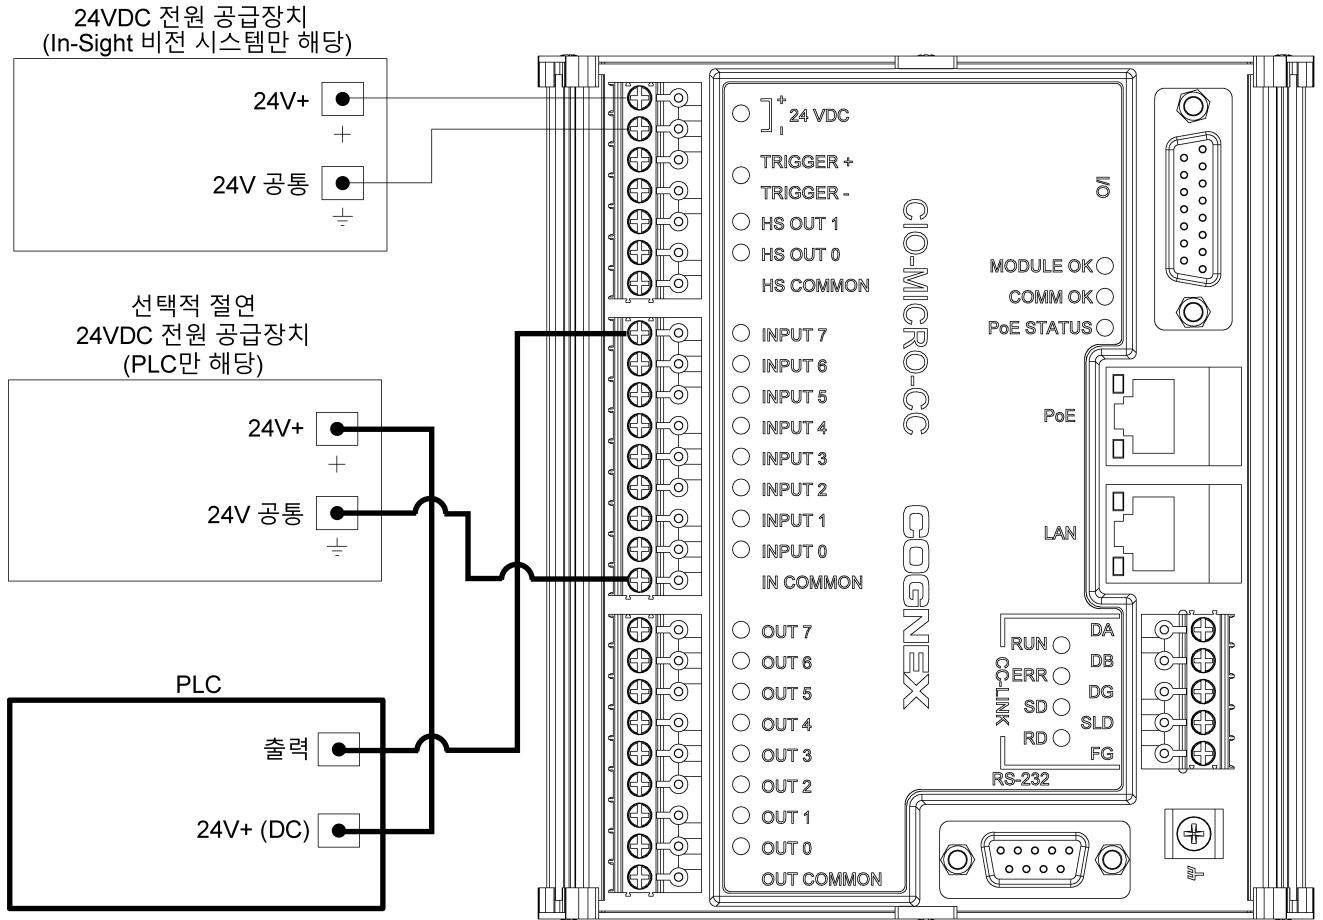 24VDC 전원 공급장치
(In-Sight 비전 시스템만 해당)
24V+
24V 공통
선택적 절연
24VDC 전원 공급장치
(PLC만 해당)
24V+
24V 공통
PLC
출력
24V+ (DC)
+
-
24 VDC
TRIGGER +
TRIGGER -
HS OUT 1
HS OUT 0
HS COMMON
INPUT 7
INPUT 6
INPUT 5
INPUT 4
INPUT 3
INPUT 2
INPUT 1
INPUT 0
IN COMMON
OUT 7
OUT 6
OUT 5
OUT 4
OUT 3
OUT 2
OUT 1
OUT 0
OUT COMMON
CIO-MICRO-CC
COGNEX
I/O
MODULE OK
COMM OK
PoE STATUS
PoE
LAN
CC-LINK
RUN
ERR
SD
RD
DA
DB
DG
SLD
FG
RS-232